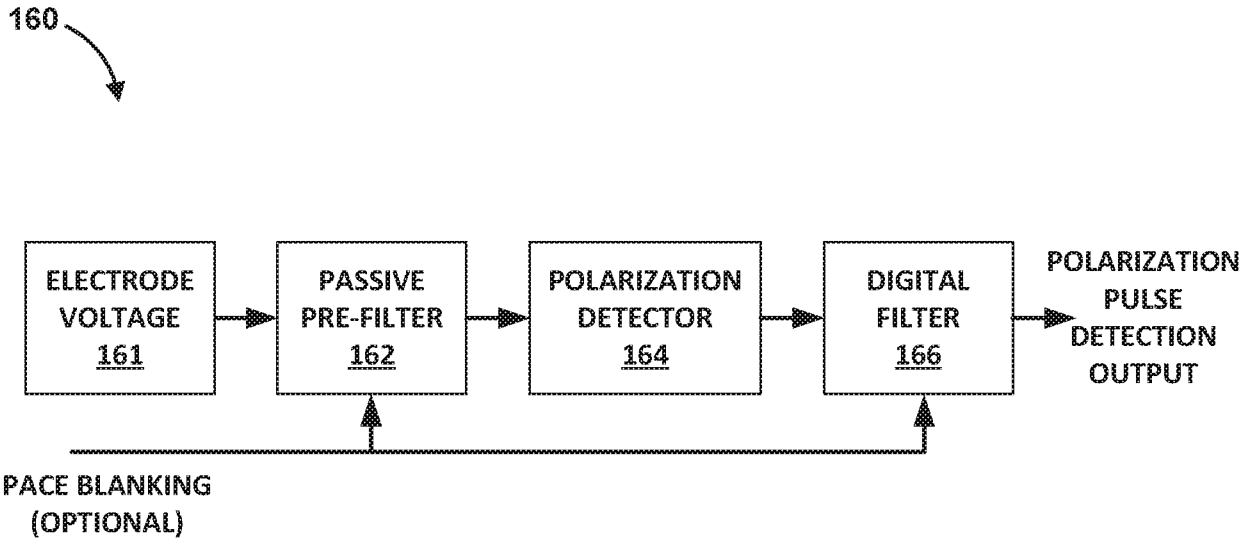 160
ELECTRODE
VOLTAGE
161
PASSIVE
PRE-FILTER
162
POLARIZATION
DETECTOR
164
DIGITAL
FILTER
166
POLARIZATION
PULSE
DETECTION
OUTPUT
PACE BLANKING
(OPTIONAL)